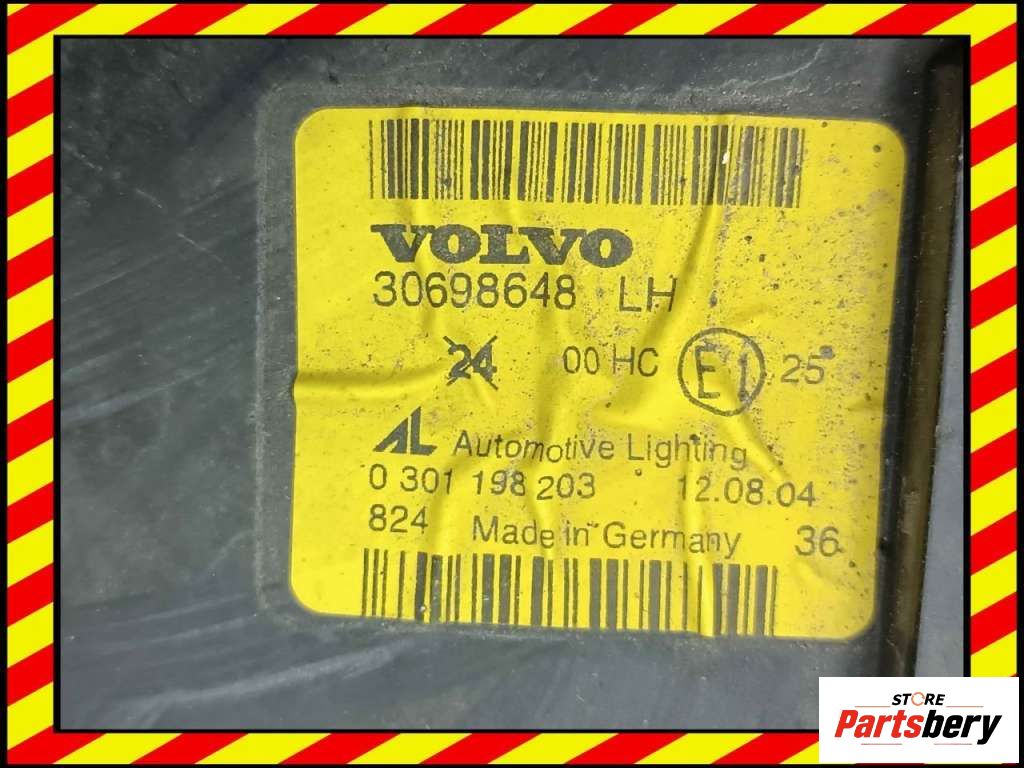 VOLVO
30698648 LH
24 00 HC E1 25
AL Automotive Lighting
0 301 198 203 12.08.04
824 Made in Germany 36
STORE
Partsbery